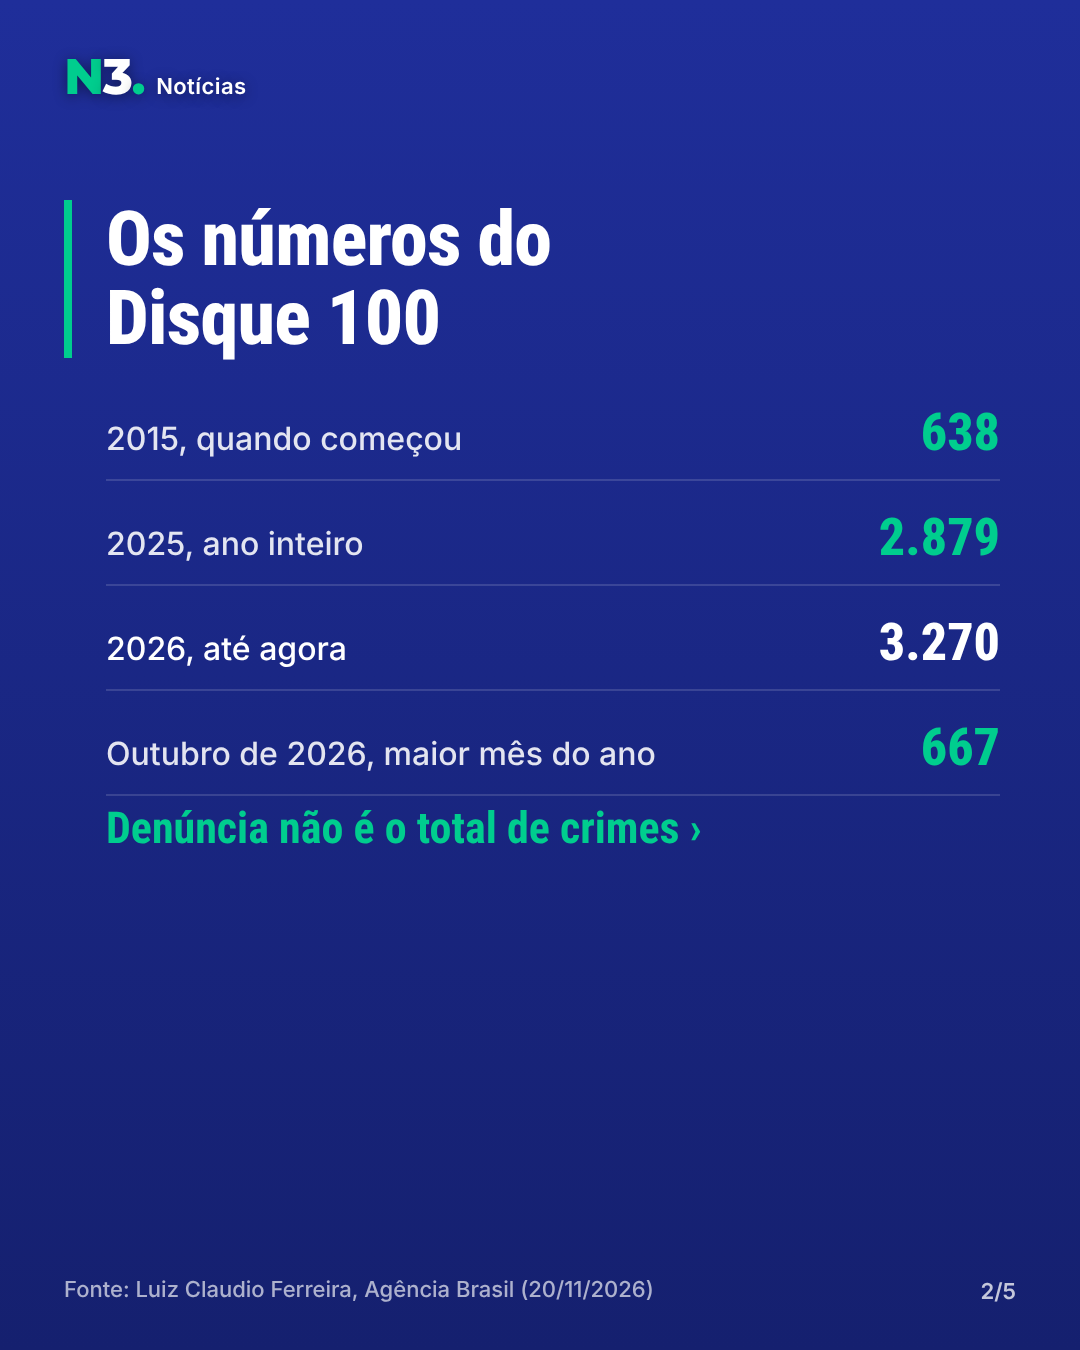 N3. Notícias
Os números do
Disque 100
2015, quando começou 638
2025, ano inteiro 2.879
2026, até agora 3.270
Outubro de 2026, maior mês do ano 667
Denúncia não é o total de crimes ›
Fonte: Luiz Claudio Ferreira, Agência Brasil (20/11/2026) 2/5